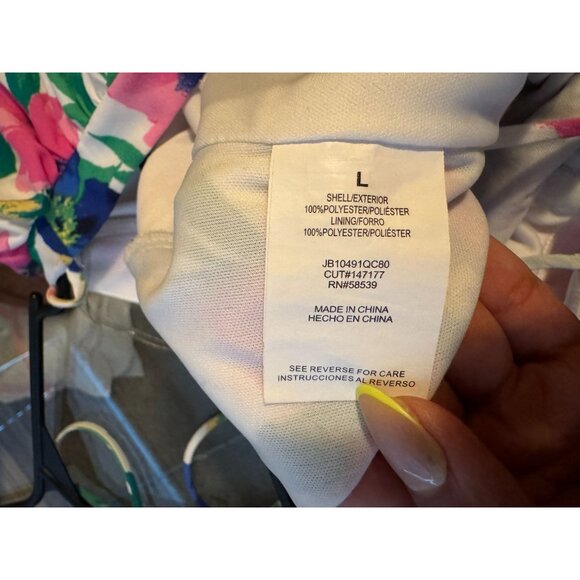 L
SHELL/EXTERIOR
100%POLYESTER/POLIÉSTER
LINING/FORRO
100%POLYESTER/POLIÉSTER
JB10491QC80
CUT#147177
RN#58539
MADE IN CHINA
HECHO EN CHINA
SEE REVERSE FOR CARE
INSTRUCCIONES AL REVERSO